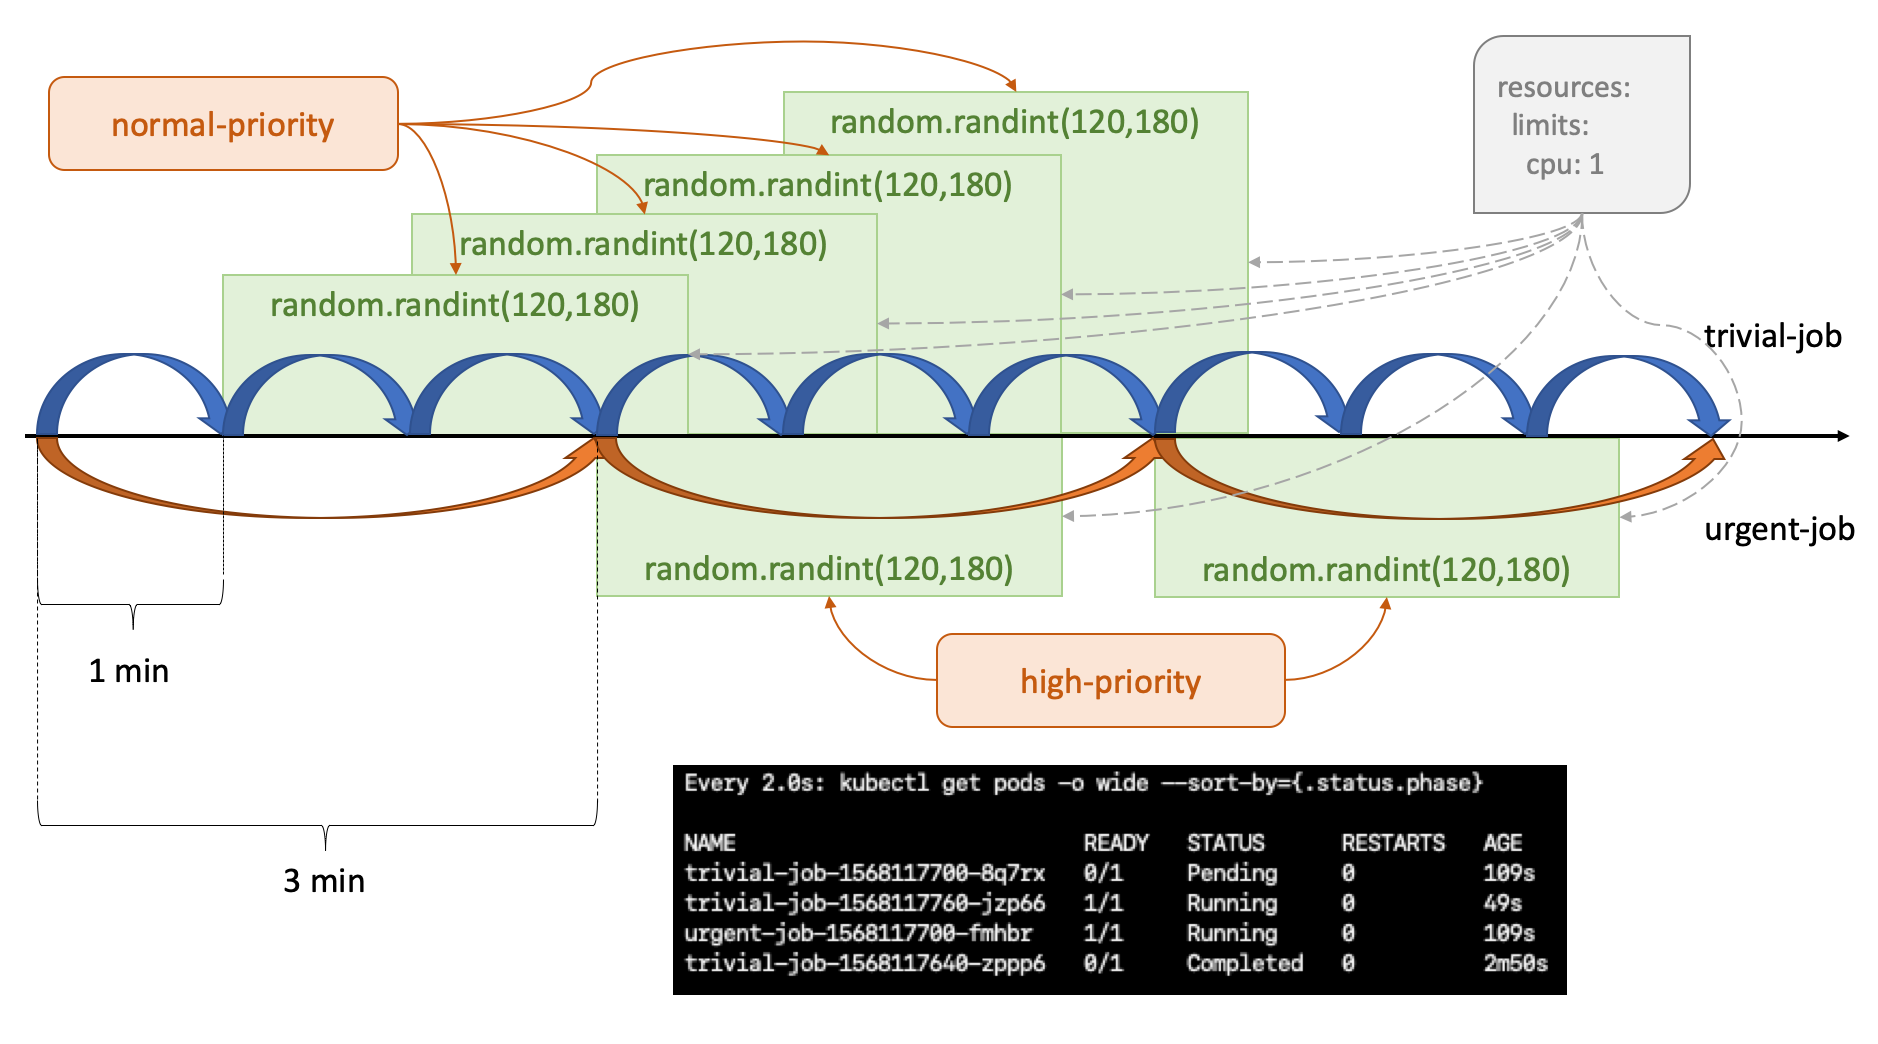 normal-priority
random.randint(120,180)
random.randint(120,180)
random.randint(120,180)
random.randint(120,180)
resources:
limits:
cpu: 1
trivial-job
urgent-job
random.randint(120,180)
random.randint(120,180)
1 min
high-priority
3 min
Every 2.0s: kubectl get pods -o wide --sort-by={.status.phase}
NAME READY STATUS RESTARTS AGE
trivial-job-1568117700-8q7rx 0/1 Pending 0 109s
trivial-job-1568117760-jzp66 1/1 Running 0 49s
urgent-job-1568117700-fmhbr 1/1 Running 0 109s
trivial-job-1568117640-zppp6 0/1 Completed 0 2m50s